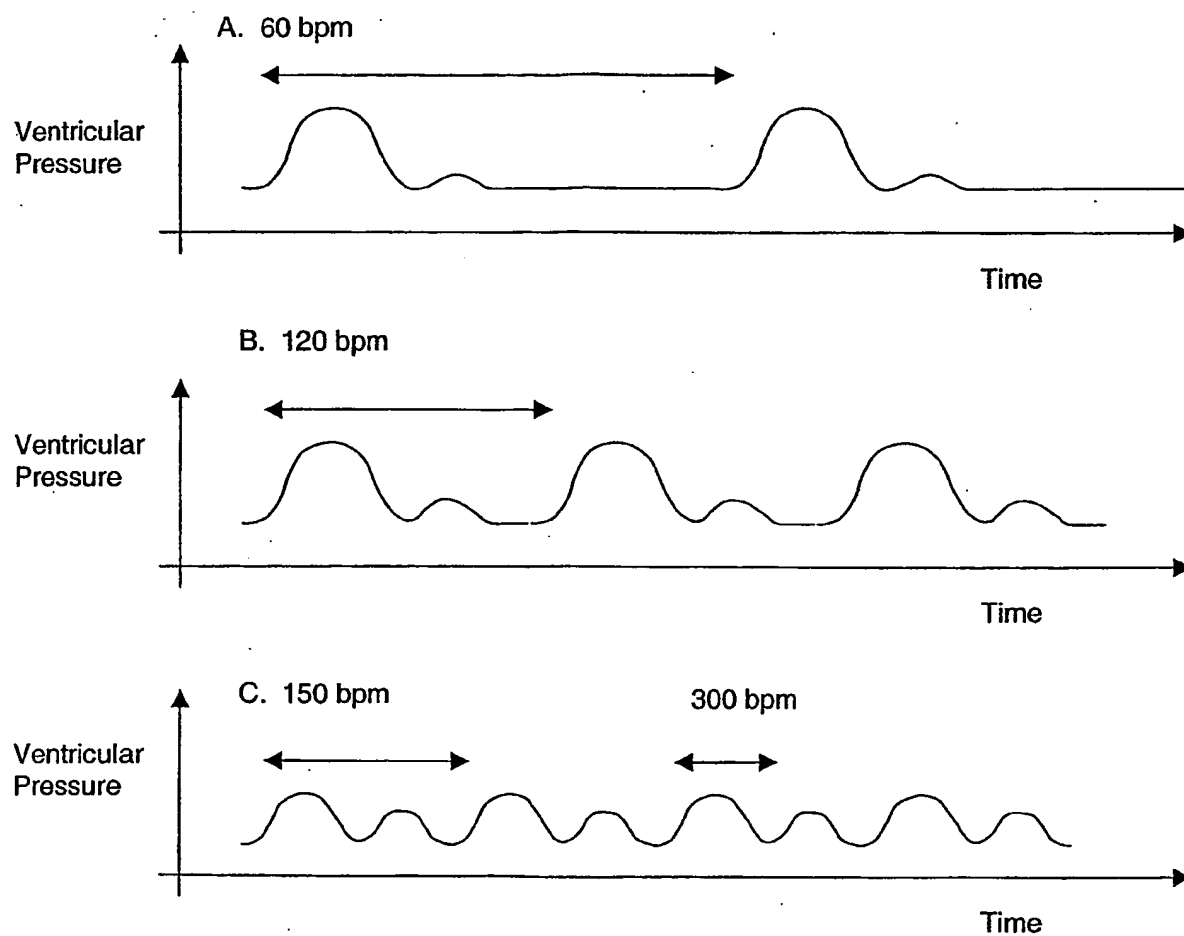 A. 60 bpm
Ventricular
Pressure
Time
B. 120 bpm
Ventricular
Pressure
Time
C. 150 bpm
300 bpm
Ventricular
Pressure
Time